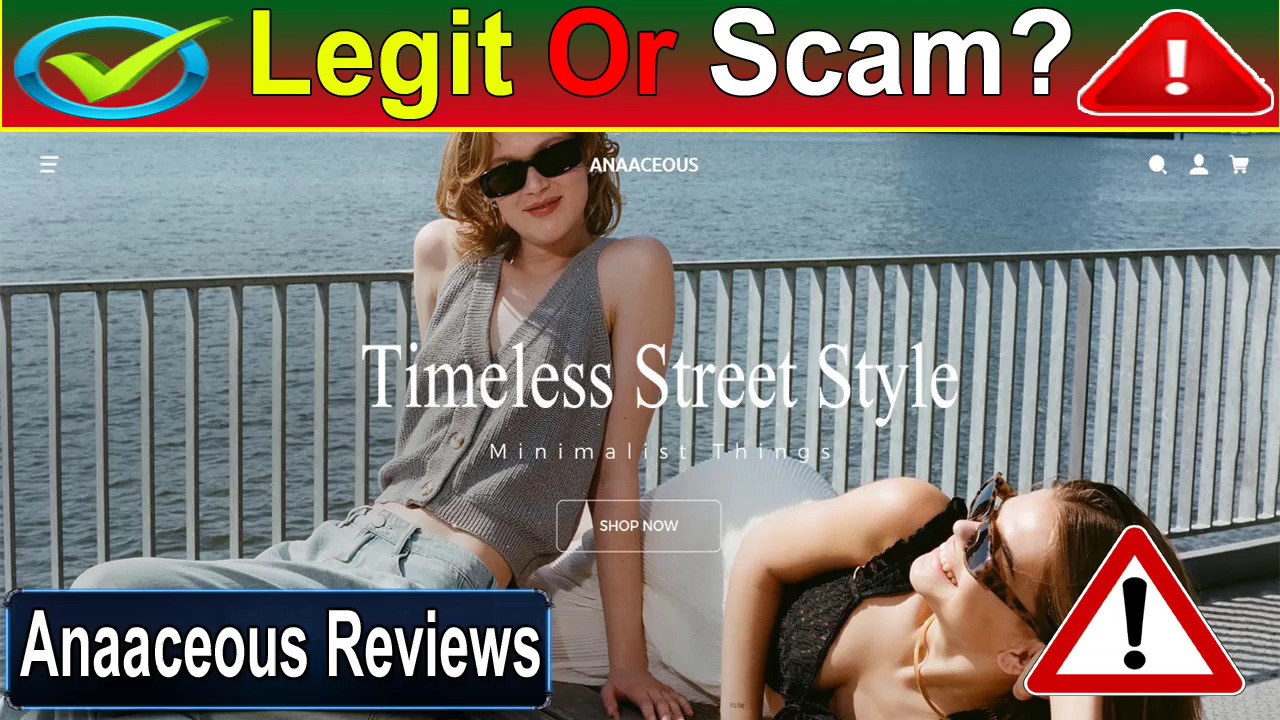 Legit Or Scam?
ANAACEOUS
Timeless Street Style
Minimalist Things
SHOP NOW
Anaaceous Reviews